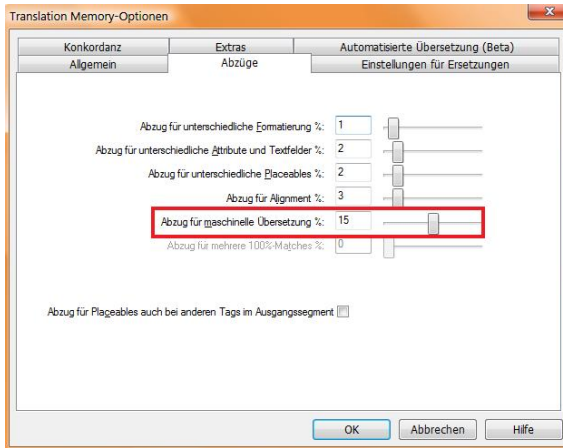 Translation Memory-Optionen
Konkordanz Extras Automatisierte Übersetzung (Beta)
Allgemein Abzüge Einstellungen für Ersetzungen
Abzug für unterschiedliche Formatierung %: 1
Abzug für unterschiedliche Attribute und Textfelder %: 2
Abzug für unterschiedliche Placeables %: 2
Abzug für Alignment %: 3
Abzug für maschinelle Übersetzung %: 15
Abzug für mehrere 100%-Matches %: 0
Abzug für Placeables auch bei anderen Tags im Ausgangssegment
OK Abbrechen Hilfe